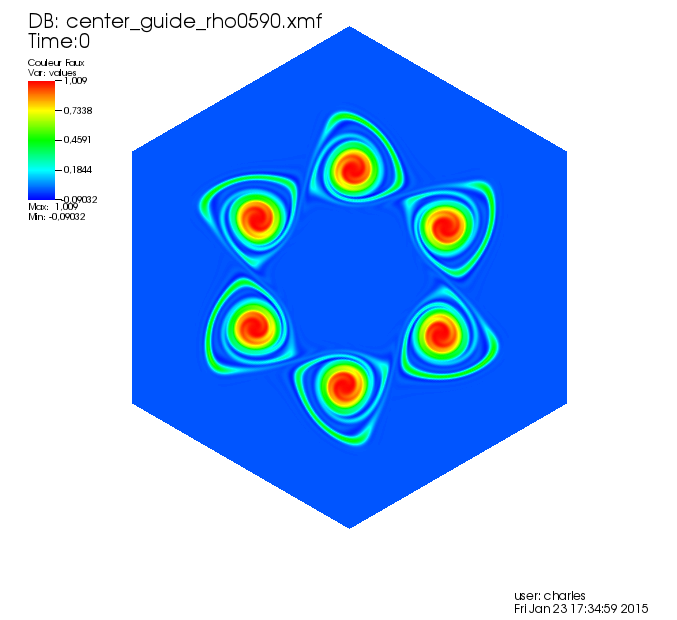 DB: center_guide_rho0590.xmf
Time:0
Couleur Faux
Var: values
1,009
0,7338
0,4591
0,1844
-0,09032
Max: 1,009
Min: -0,09032
user: charles
Fri Jan 23 17:34:59 2015